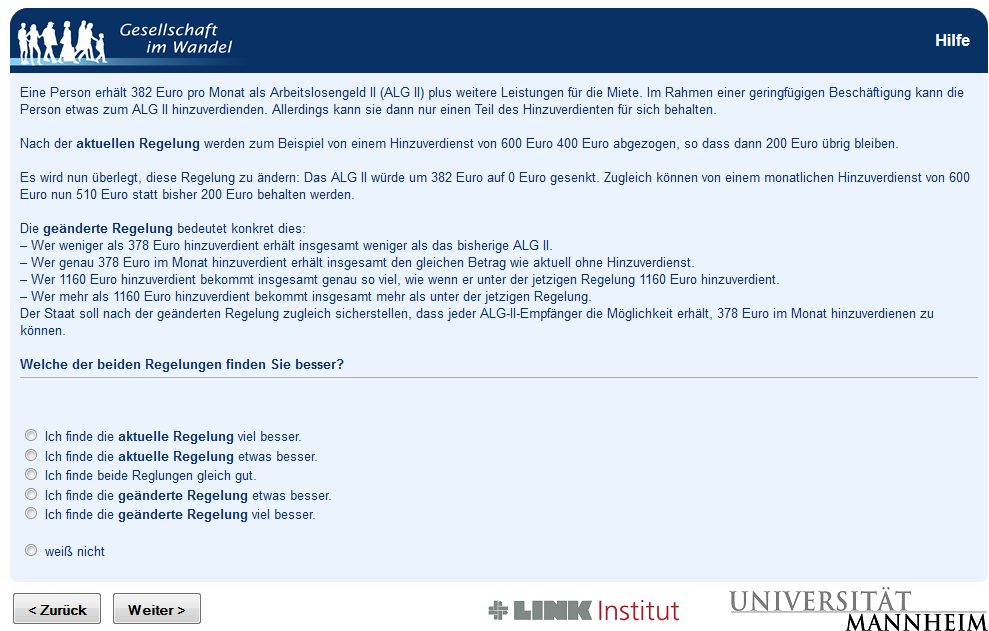 Gesellschaft
im Wandel
Hilfe
Eine Person erhält 382 Euro pro Monat als Arbeitslosengeld II (ALG II) plus weitere Leistungen für die Miete. Im Rahmen einer geringfügigen Beschäftigung kann die
Person etwas zum ALG II hinzuverdienden. Allerdings kann sie dann nur einen Teil des Hinzuverdienten für sich behalten.
Nach der aktuellen Regelung werden zum Beispiel von einem Hinzuverdienst von 600 Euro 400 Euro abgezogen, so dass dann 200 Euro übrig bleiben.
Es wird nun überlegt, diese Regelung zu ändern: Das ALG II würde um 382 Euro auf 0 Euro gesenkt. Zugleich können von einem monatlichen Hinzuverdienst von 600
Euro nun 510 Euro statt bisher 200 Euro behalten werden.
Die geänderte Regelung bedeutet konkret dies:
– Wer weniger als 378 Euro hinzuverdient erhält insgesamt weniger als das bisherige ALG II.
– Wer genau 378 Euro im Monat hinzuverdient erhält insgesamt den gleichen Betrag wie aktuell ohne Hinzuverdienst.
– Wer 1160 Euro hinzuverdient bekommt insgesamt genau so viel, wie wenn er unter der jetzigen Regelung 1160 Euro hinzuverdient.
– Wer mehr als 1160 Euro hinzuverdient bekommt insgesamt mehr als unter der jetzigen Regelung.
Der Staat soll nach der geänderten Regelung zugleich sicherstellen, dass jeder ALG-II-Empfänger die Möglichkeit erhält, 378 Euro im Monat hinzuverdienen zu
können.
Welche der beiden Regelungen finden Sie besser?
Ich finde die aktuelle Regelung viel besser.
Ich finde die aktuelle Regelung etwas besser.
Ich finde beide Reglungen gleich gut.
Ich finde die geänderte Regelung etwas besser.
Ich finde die geänderte Regelung viel besser.
weiß nicht
< Zurück
Weiter >
LINK Institut
UNIVERSITÄT
MANNHEIM